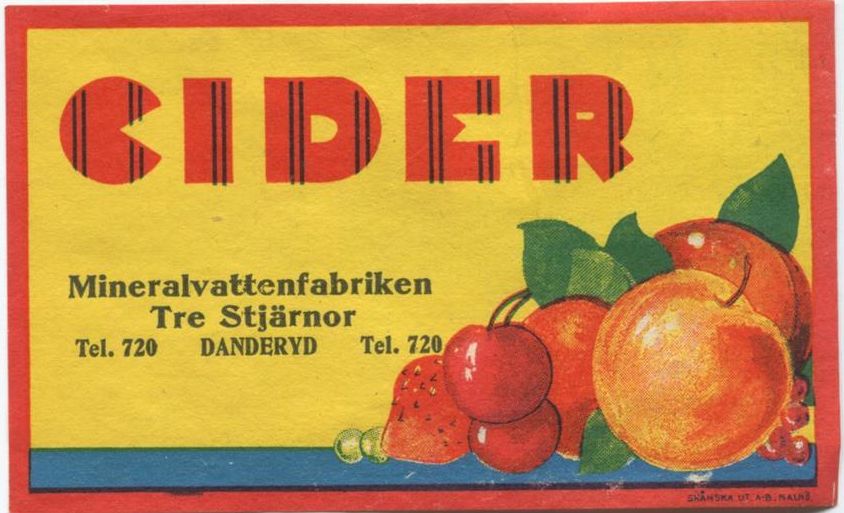 CIDER
Mineralvattenfabriken
Tre Stjärnor
Tel. 720 DANDERYD Tel. 720
SKÅNSKA LIT. A-B. MALMÖ.